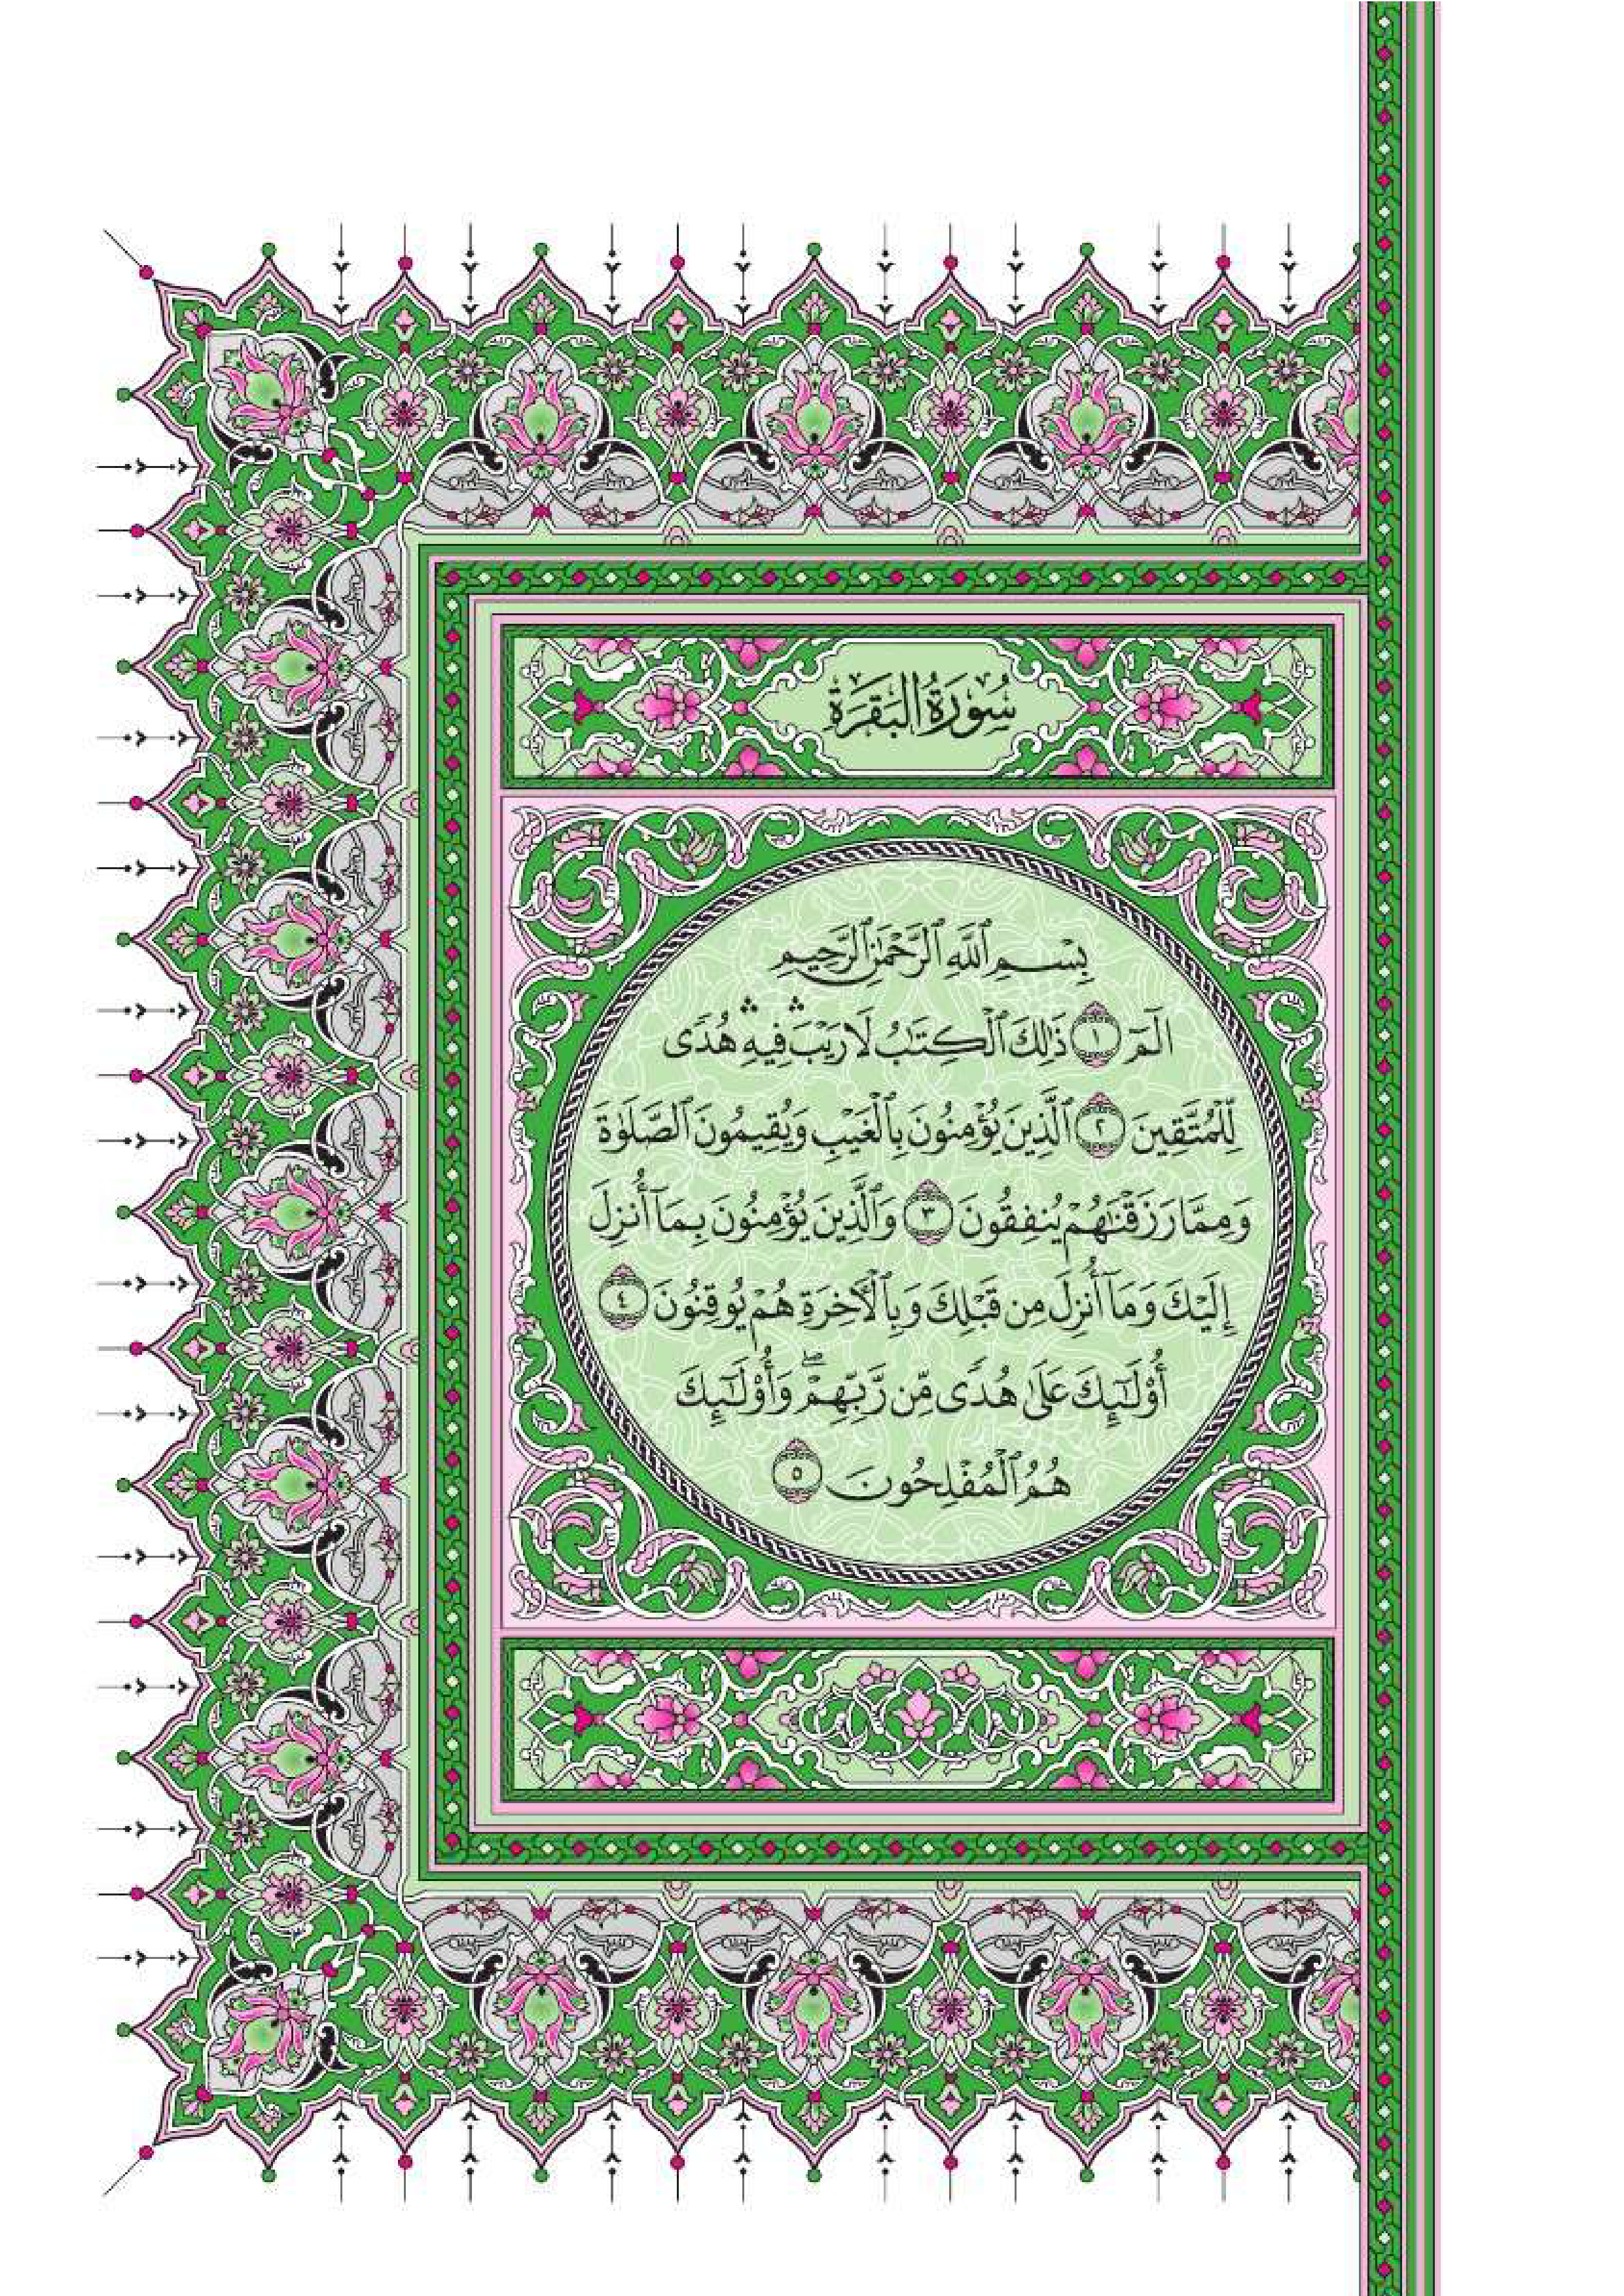 سُورَةُ البَقَرَةِ
بِسۡمِ ٱللَّهِ ٱلرَّحۡمَٰنِ ٱلرَّحِيمِ
الٓمٓ ١ ذَٰلِكَ ٱلۡكِتَٰبُ لَا رَيۡبَۛ فِيهِۛ هُدٗى
لِّلۡمُتَّقِينَ ٢ ٱلَّذِينَ يُؤۡمِنُونَ بِٱلۡغَيۡبِ وَيُقِيمُونَ ٱلصَّلَوٰةَ
وَمِمَّا رَزَقۡنَٰهُمۡ يُنفِقُونَ ٣ وَٱلَّذِينَ يُؤۡمِنُونَ بِمَآ أُنزِلَ
إِلَيۡكَ وَمَآ أُنزِلَ مِن قَبۡلِكَ وَبِٱلۡأٓخِرَةِ هُمۡ يُوقِنُونَ ٤
أُوْلَٰٓئِكَ عَلَىٰ هُدٗى مِّن رَّبِّهِمۡۖ وَأُوْلَٰٓئِكَ
هُمُ ٱلۡمُفۡلِحُونَ ٥